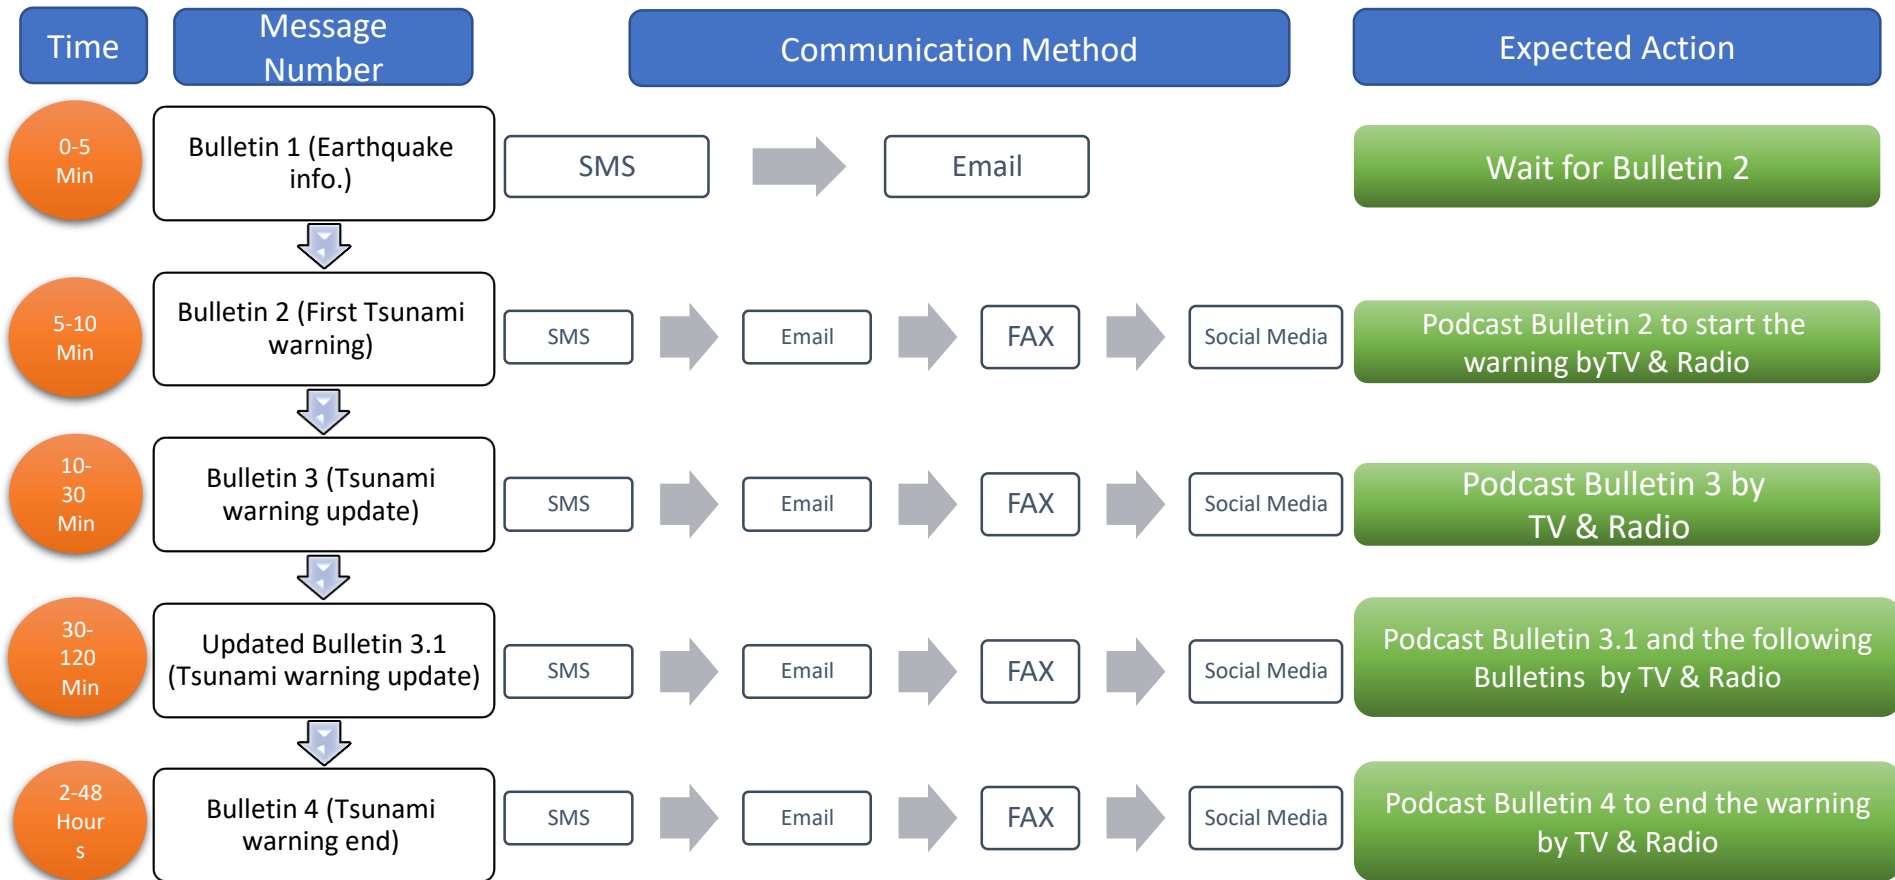 Time
Message
Number
Communication Method
Expected Action
0-5
Min
Bulletin 1 (Earthquake
info.)
SMS
Email
Wait for Bulletin 2
5-10
Min
Bulletin 2 (First Tsunami
warning)
SMS
Email
FAX
Social Media
Podcast Bulletin 2 to start the
warning byTV & Radio
10-
30
Min
Bulletin 3 (Tsunami
warning update)
SMS
Email
FAX
Social Media
Podcast Bulletin 3 by
TV & Radio
30-
120
Min
Updated Bulletin 3.1
(Tsunami warning update)
SMS
Email
FAX
Social Media
Podcast Bulletin 3.1 and the following
Bulletins by TV & Radio
2-48
Hour
s
Bulletin 4 (Tsunami
warning end)
SMS
Email
FAX
Social Media
Podcast Bulletin 4 to end the warning
by TV & Radio